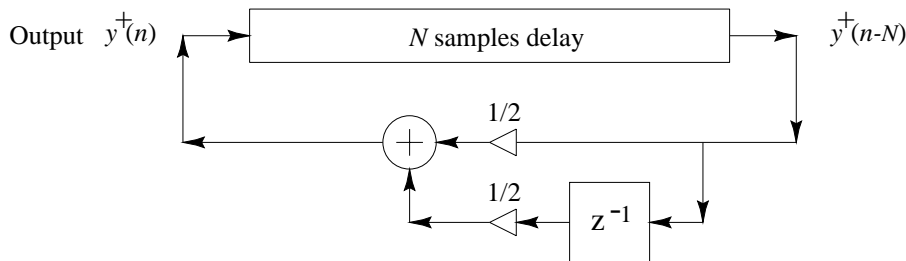 Output y⁺(n)
N samples delay
y⁺(n-N)
1/2
+
1/2
z⁻¹